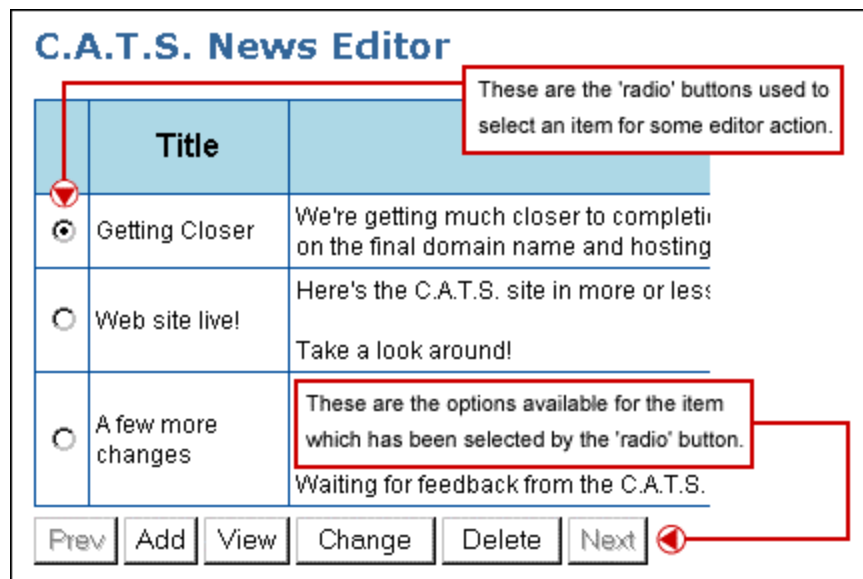 C.A.T.S. News Editor
These are the 'radio' buttons used to
select an item for some editor action.
Title
Getting Closer
We're getting much closer to completi
on the final domain name and hosting
Web site live!
Here's the C.A.T.S. site in more or less
Take a look around!
A few more
changes
These are the options available for the item
which has been selected by the 'radio' button.
Waiting for feedback from the C.A.T.S.
Prev Add View Change Delete Next